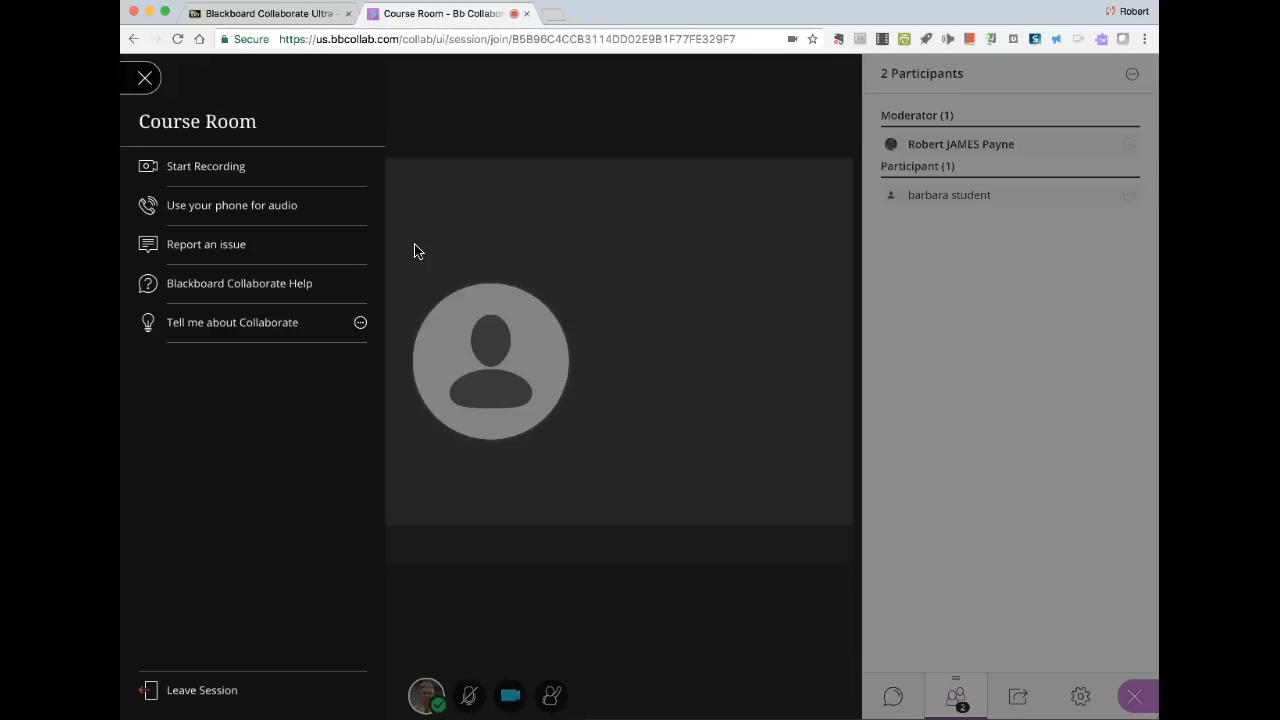 Blackboard Collaborate Ultra -
Course Room - Bb Collabor
Robert
Secure
https://us.bbcollab.com/collab/ui/session/join/B5B96C4CCB3114DD02E9B1F77FE329F7
Course Room
Start Recording
Use your phone for audio
Report an issue
Blackboard Collaborate Help
Tell me about Collaborate
Leave Session
2 Participants
Moderator (1)
Robert JAMES Payne
Participant (1)
barbara student
2